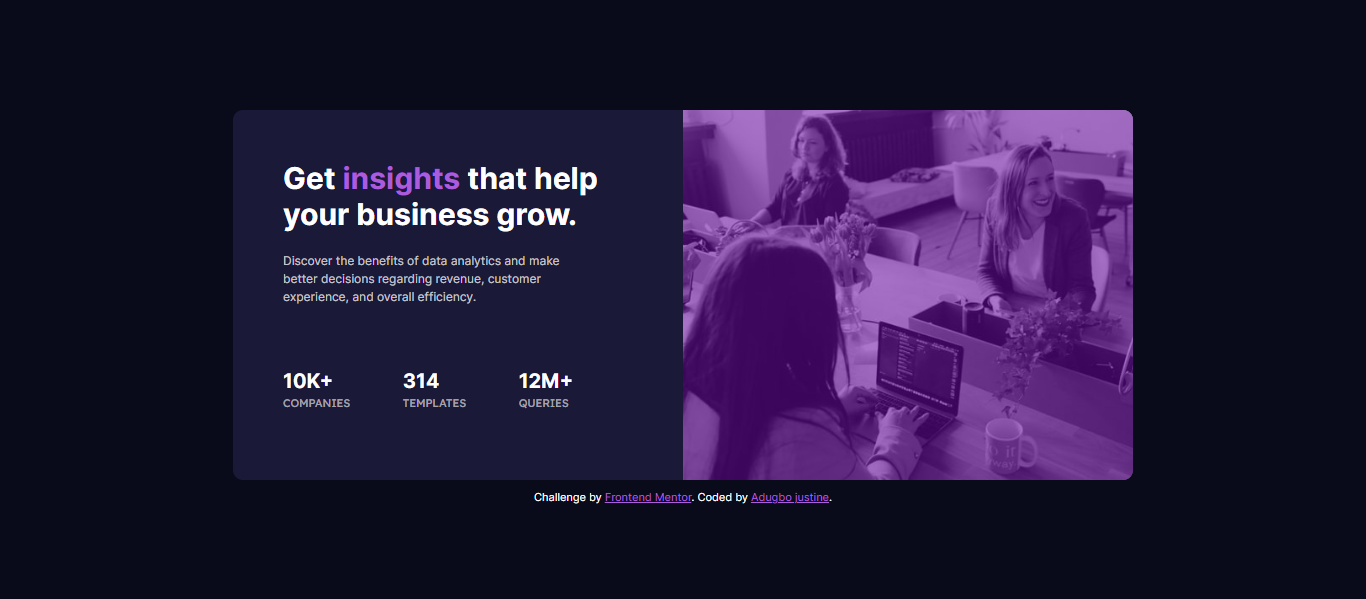 Get insights that help
your business grow.
Discover the benefits of data analytics and make
better decisions regarding revenue, customer
experience, and overall efficiency.
10K+ 314 12M+
COMPANIES TEMPLATES QUERIES
Challenge by Frontend Mentor. Coded by Adugbo justine.